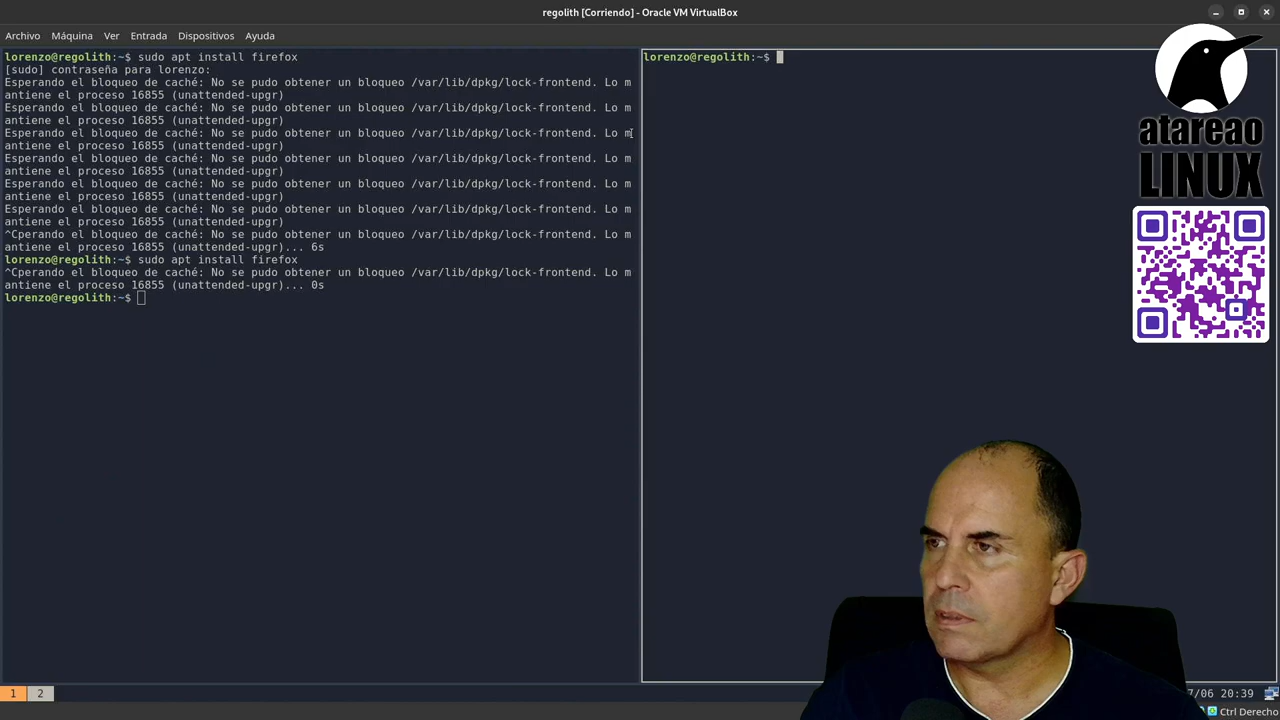 regolith [Corriendo] - Oracle VM VirtualBox
Archivo Máquina Ver Entrada Dispositivos Ayuda
lorenzo@regolith:~$ sudo apt install firefox
[sudo] contraseña para lorenzo:
Esperando el bloqueo de caché: No se pudo obtener un bloqueo /var/lib/dpkg/lock-frontend. Lo m
antiene el proceso 16855 (unattended-upgr)
Esperando el bloqueo de caché: No se pudo obtener un bloqueo /var/lib/dpkg/lock-frontend. Lo m
antiene el proceso 16855 (unattended-upgr)
Esperando el bloqueo de caché: No se pudo obtener un bloqueo /var/lib/dpkg/lock-frontend. Lo m
antiene el proceso 16855 (unattended-upgr)
Esperando el bloqueo de caché: No se pudo obtener un bloqueo /var/lib/dpkg/lock-frontend. Lo m
antiene el proceso 16855 (unattended-upgr)
Esperando el bloqueo de caché: No se pudo obtener un bloqueo /var/lib/dpkg/lock-frontend. Lo m
antiene el proceso 16855 (unattended-upgr)
Esperando el bloqueo de caché: No se pudo obtener un bloqueo /var/lib/dpkg/lock-frontend. Lo m
antiene el proceso 16855 (unattended-upgr)
^Cperando el bloqueo de caché: No se pudo obtener un bloqueo /var/lib/dpkg/lock-frontend. Lo m
antiene el proceso 16855 (unattended-upgr)... 6s
lorenzo@regolith:~$ sudo apt install firefox
^Cperando el bloqueo de caché: No se pudo obtener un bloqueo /var/lib/dpkg/lock-frontend. Lo m
antiene el proceso 16855 (unattended-upgr)... 0s
lorenzo@regolith:~$
lorenzo@regolith:~$
atareao
LINUX
1 2
7/06 20:39
Ctrl Derecho